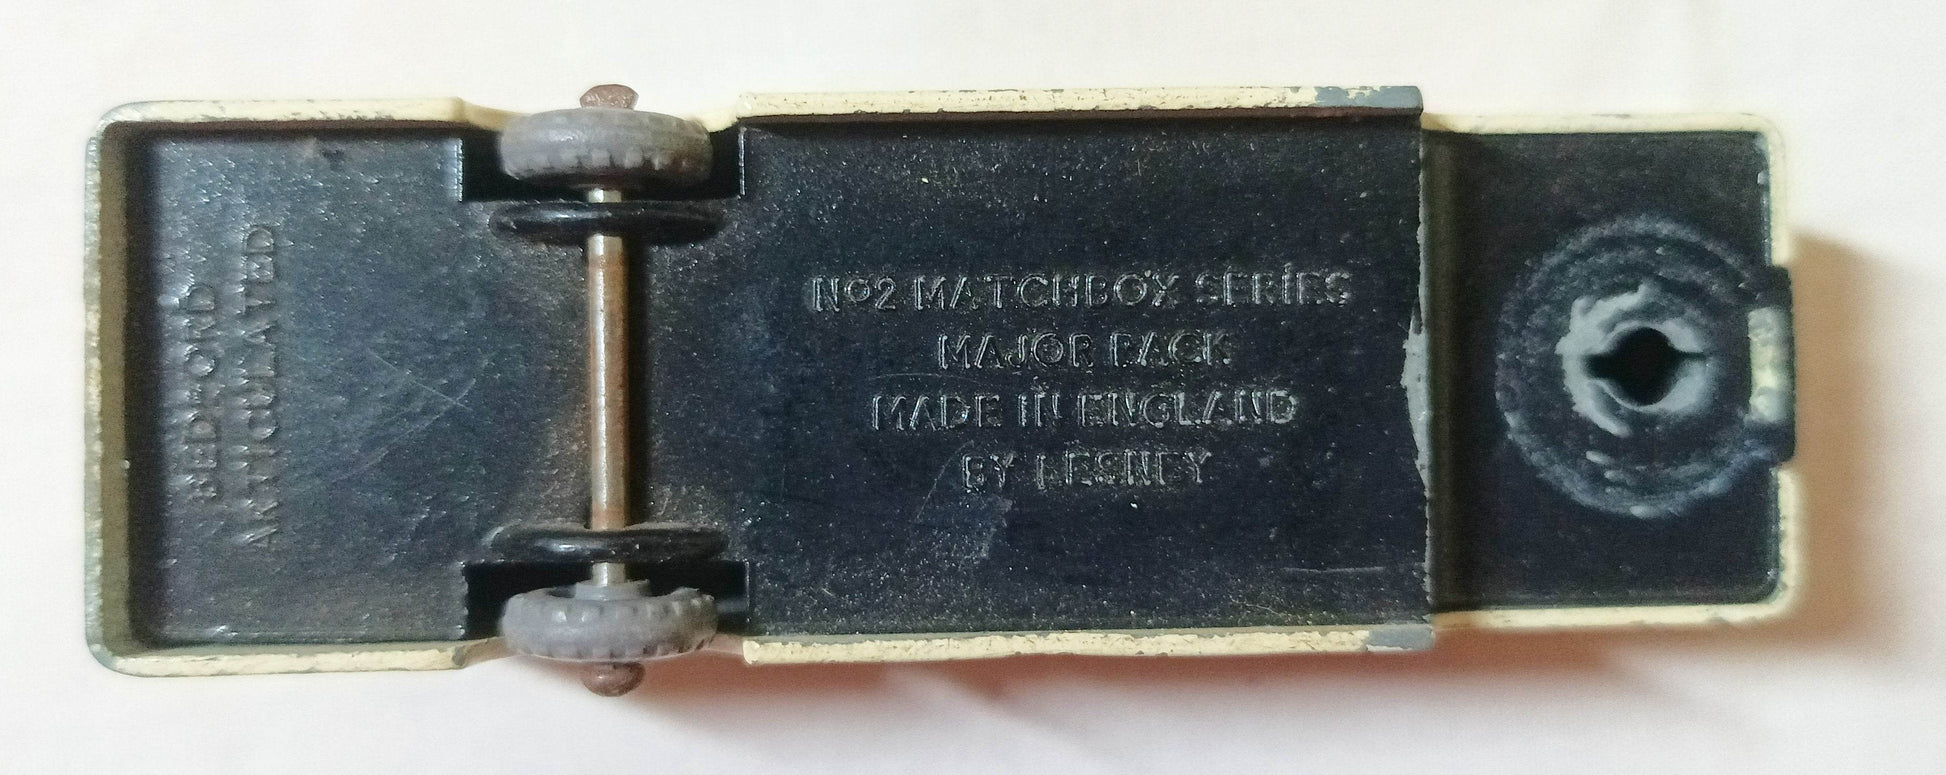 BEDFORD
ARTICULATED
Nº2 MATCHBOX SERIES
MAJOR PACK
MADE IN ENGLAND
BY LESNEY